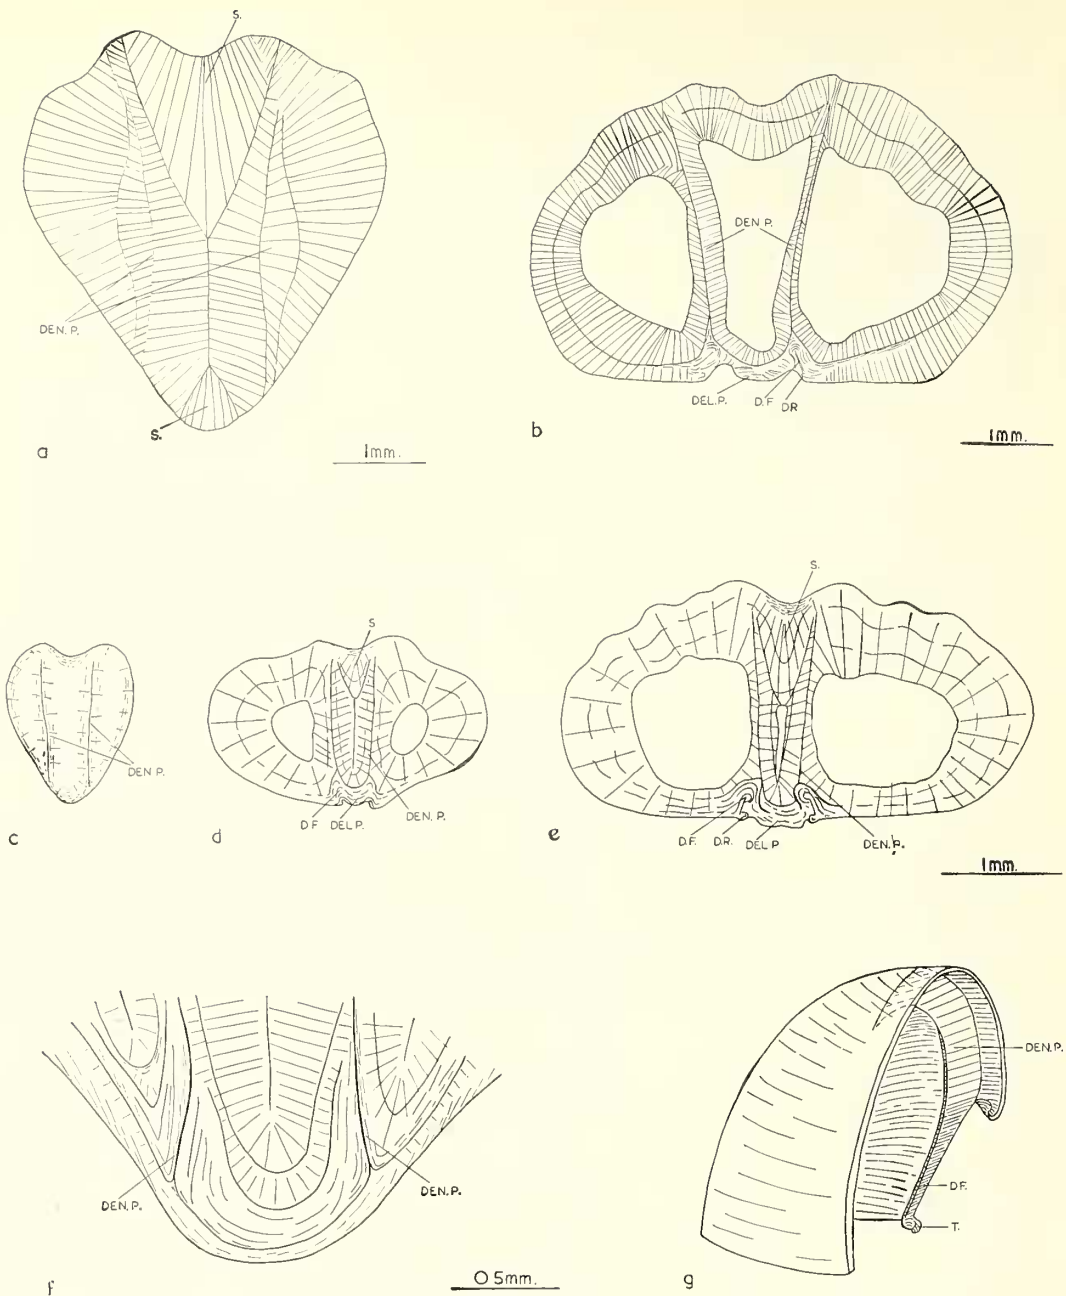 S.
DEN. P.
S.
a
1mm.
DEN P.
DEL.P.
D.F
DR
b
1mm.
DEN P.
c
S
D.F
DEL P.
DEN. P.
d
S.
D.F.
D.R.
DEL P
DEN. P.
e
1mm.
DEN. P.
DEN. P.
f
0 5mm.
DEN. P.
D.F.
T.
g